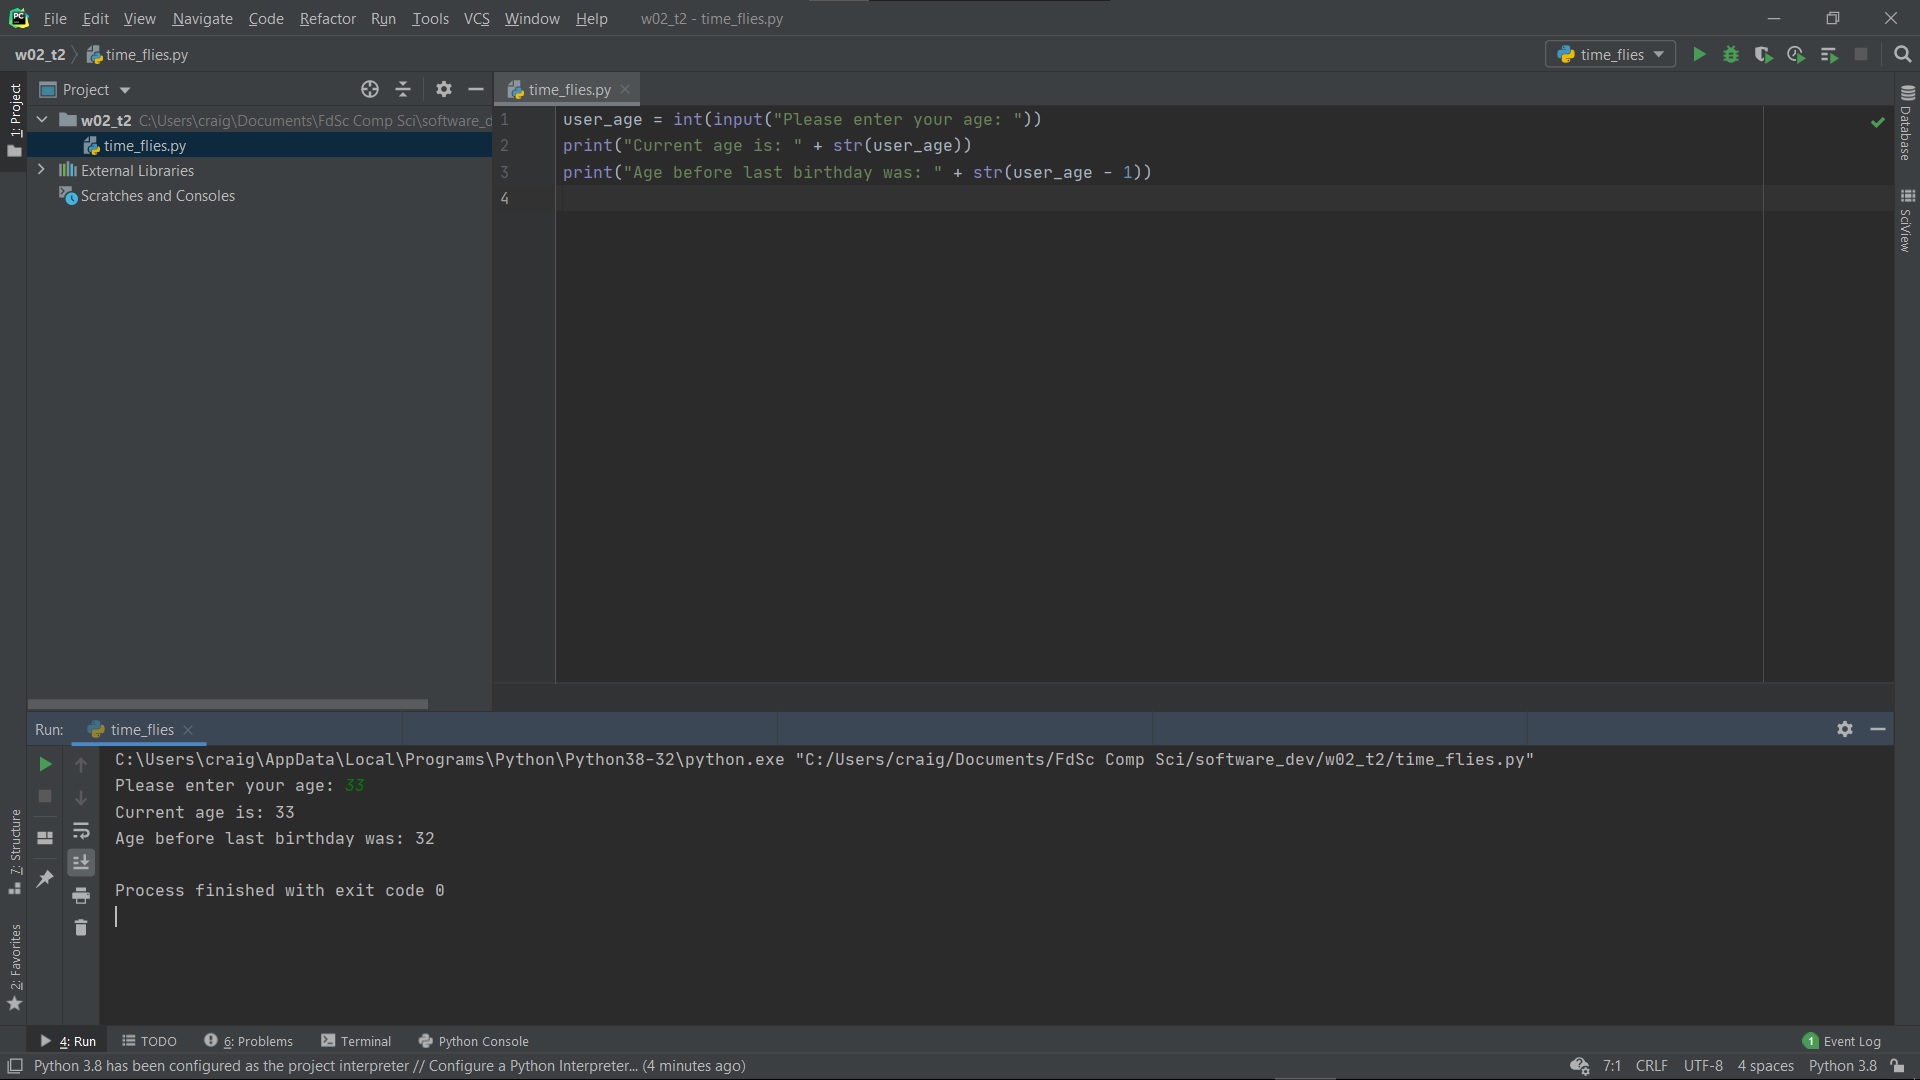 PC File Edit View Navigate Code Refactor Run Tools VCS Window Help w02_t2 - time_flies.py
w02_t2 time_flies.py time_flies
1: Project
Project
w02_t2 C:\Users\craig\Documents\FdSc Comp Sci\software_d
time_flies.py
External Libraries
Scratches and Consoles
time_flies.py
1 user_age = int(input("Please enter your age: "))
2 print("Current age is: " + str(user_age))
3 print("Age before last birthday was: " + str(user_age - 1))
4
Database
SciView
Run: time_flies
C:\Users\craig\AppData\Local\Programs\Python\Python38-32\python.exe "C:/Users/craig/Documents/FdSc Comp Sci/software_dev/w02_t2/time_flies.py"
Please enter your age: 33
Current age is: 33
Age before last birthday was: 32
Process finished with exit code 0
7: Structure
2: Favorites
4: Run TODO 6: Problems Terminal Python Console 1 Event Log
Python 3.8 has been configured as the project interpreter // Configure a Python Interpreter... (4 minutes ago) 7:1 CRLF UTF-8 4 spaces Python 3.8